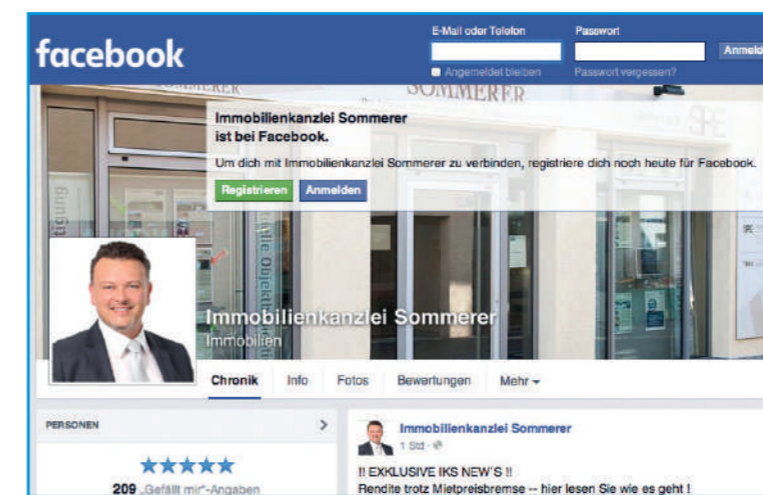 facebook
E-Mail oder Telefon
Passwort
Angemeldet bleiben
Passwort vergessen?
SOMMERER
SOMMERER
Immobilienkanzlei Sommerer
ist bei Facebook.
Um dich mit Immobilienkanzlei Sommerer zu verbinden, registriere dich noch heute für Facebook.
Registrieren
Anmelden
Immobilienkanzlei Sommerer
Immobilien
Chronik
Info
Fotos
Bewertungen
Mehr
PERSONEN
209 „Gefällt mir“-Angaben
Immobilienkanzlei Sommerer
1 Std ·
!! EXKLUSIVE IKS NEW´S !!
Rendite trotz Mietpreisbremse -- hier lesen Sie wie es geht !